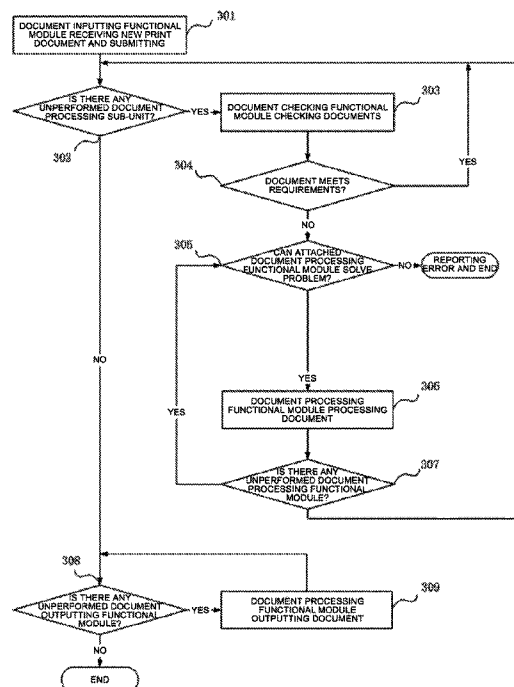 301
DOCUMENT INPUTTING FUNCTIONAL
MODULE RECEIVING NEW PRINT
DOCUMENT AND SUBMITTING
IS THERE ANY
UNPERFORMED DOCUMENT
PROCESSING SUB-UNIT?
302
YES
DOCUMENT CHECKING FUNCTIONAL
MODULE CHECKING DOCUMENTS
303
304
DOCUMENT MEETS
REQUIREMENTS?
YES
NO
305
CAN ATTACHED
DOCUMENT PROCESSING
FUNCTIONAL MODULE SOLVE
PROBLEM?
NO
REPORTING
ERROR AND END
NO
YES
YES
DOCUMENT PROCESSING
FUNCTIONAL MODULE PROCESSING
DOCUMENT
306
IS THERE ANY
UNPERFORMED DOCUMENT
PROCESSING FUNCTIONAL
MODULE?
307
308
IS THERE ANY
UNPERFORMED DOCUMENT
OUTPUTTING FUNCTIONAL
MODULE?
YES
DOCUMENT PROCESSING
FUNCTIONAL MODULE
OUTPUTTING DOCUMENT
309
NO
END